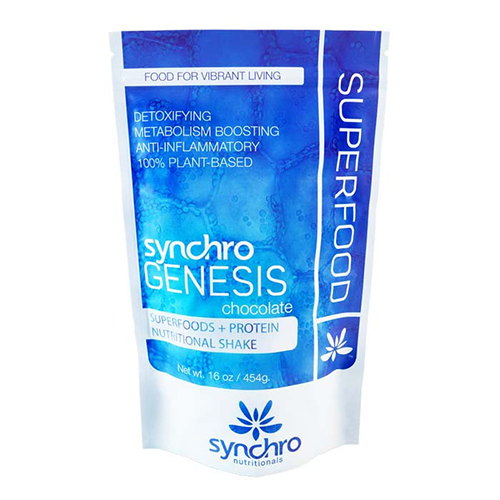 FOOD FOR VIBRANT LIVING
DETOXIFYING
METABOLISM BOOSTING
ANTI-INFLAMMATORY
100% PLANT-BASED
SUPERFOOD
synchro
GENESIS
chocolate
SUPERFOODS + PROTEIN
NUTRITIONAL SHAKE
Net wt. 16 oz / 454g.
synchro
nutritionals